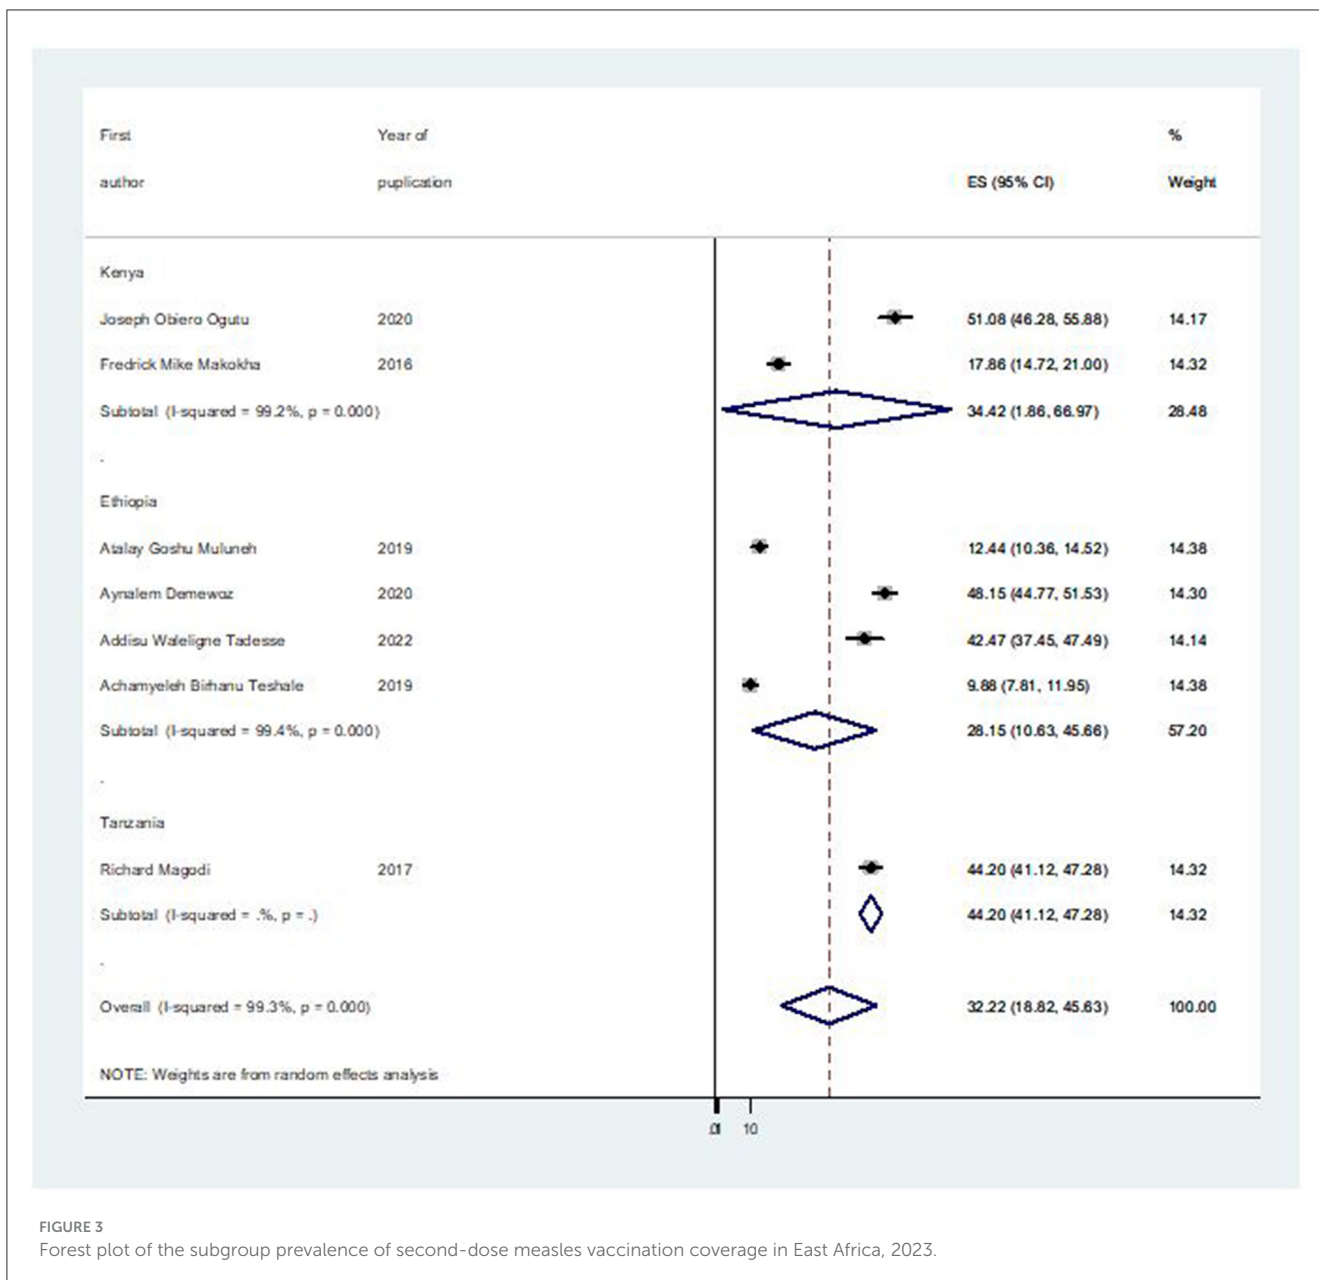 First Year of %
author puplication ES (95% CI) Weight
Kenya
Joseph Obiero Ogutu 2020 51.08 (46.28, 55.88) 14.17
Fredrick Mike Makokha 2016 17.86 (14.72, 21.00) 14.32
Subtotal (I-squared = 99.2%, p = 0.000) 34.42 (1.86, 66.97) 28.48
.
Ethiopia
Atalay Goshu Muluneh 2019 12.44 (10.36, 14.52) 14.38
Aynalem Demewoz 2020 48.15 (44.77, 51.53) 14.30
Addisu Waleligne Tadesse 2022 42.47 (37.45, 47.49) 14.14
Achamyeleh Birhanu Teshale 2019 9.88 (7.81, 11.95) 14.38
Subtotal (I-squared = 99.4%, p = 0.000) 28.15 (10.63, 45.66) 57.20
.
Tanzania
Richard Magodi 2017 44.20 (41.12, 47.28) 14.32
Subtotal (I-squared = .%, p = .) 44.20 (41.12, 47.28) 14.32
.
Overall (I-squared = 99.3%, p = 0.000) 32.22 (18.82, 45.63) 100.00
NOTE: Weights are from random effects analysis
10
FIGURE 3
Forest plot of the subgroup prevalence of second-dose measles vaccination coverage in East Africa, 2023.